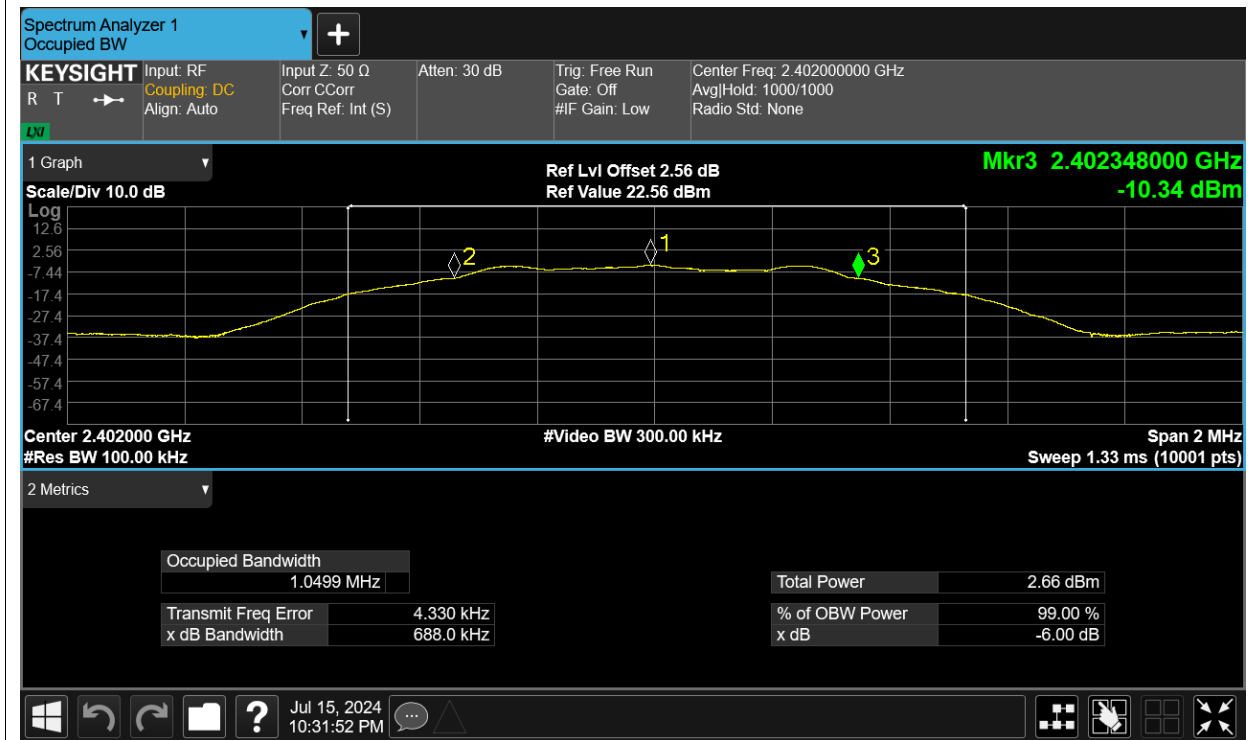 Spectrum Analyzer 1
Occupied BW
KEYSIGHT
R T
LXI
Input: RF
Coupling: DC
Align: Auto
Input Z: 50 Ω
Corr CCorr
Freq Ref: Int (S)
Atten: 30 dB
Trig: Free Run
Gate: Off
#IF Gain: Low
Center Freq: 2.402000000 GHz
Avg|Hold: 1000/1000
Radio Std: None
1 Graph
Scale/Div 10.0 dB
Ref Lvl Offset 2.56 dB
Ref Value 22.56 dBm
Mkr3 2.402348000 GHz
-10.34 dBm
Log
12.6
2.56
-7.44
-17.4
-27.4
-37.4
-47.4
-57.4
-67.4
2
1
3
Center 2.402000 GHz
#Video BW 300.00 kHz
Span 2 MHz
#Res BW 100.00 kHz
Sweep 1.33 ms (10001 pts)
2 Metrics
Occupied Bandwidth
1.0499 MHz
Transmit Freq Error 4.330 kHz
x dB Bandwidth 688.0 kHz
Total Power 2.66 dBm
% of OBW Power 99.00 %
x dB -6.00 dB
?
Jul 15, 2024
10:31:52 PM